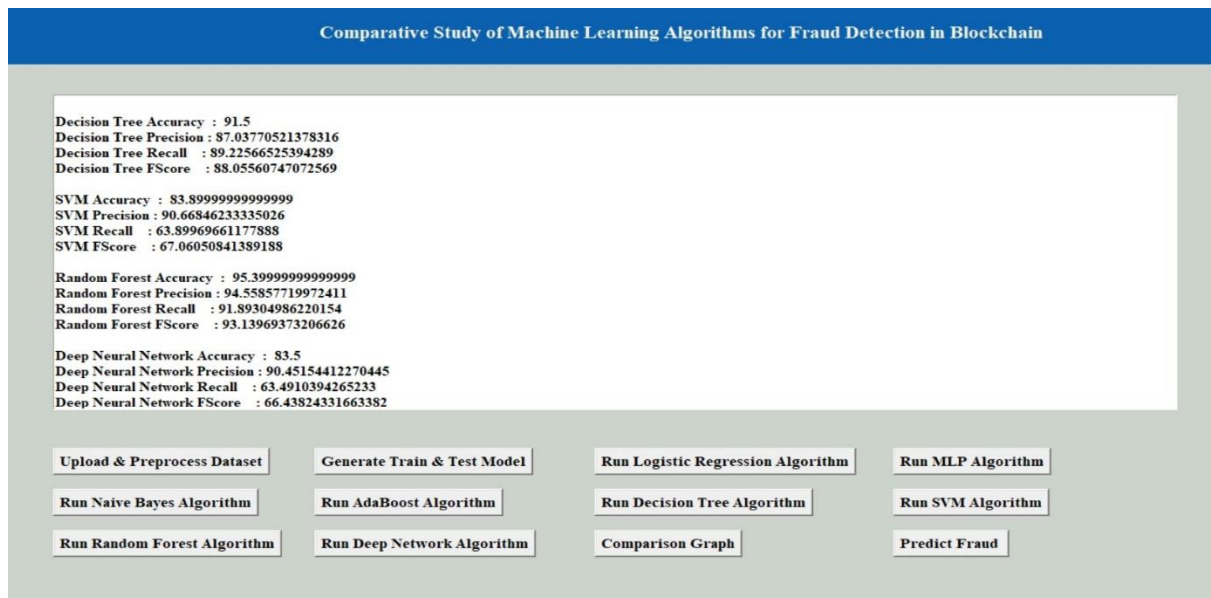 Comparative Study of Machine Learning Algorithms for Fraud Detection in Blockchain
Decision Tree Accuracy : 91.5
Decision Tree Precision : 87.03770521378316
Decision Tree Recall : 89.22566525394289
Decision Tree FScore : 88.05560747072569
SVM Accuracy : 83.89999999999999
SVM Precision : 90.66846233335026
SVM Recall : 63.89969661177888
SVM FScore : 67.06050841389188
Random Forest Accuracy : 95.39999999999999
Random Forest Precision : 94.55857719972411
Random Forest Recall : 91.89304986220154
Random Forest FScore : 93.13969373206626
Deep Neural Network Accuracy : 83.5
Deep Neural Network Precision : 90.45154412270445
Deep Neural Network Recall : 63.4910394265233
Deep Neural Network FScore : 66.43824331663382
Upload & Preprocess Dataset
Generate Train & Test Model
Run Logistic Regression Algorithm
Run MLP Algorithm
Run Naive Bayes Algorithm
Run AdaBoost Algorithm
Run Decision Tree Algorithm
Run SVM Algorithm
Run Random Forest Algorithm
Run Deep Network Algorithm
Comparison Graph
Predict Fraud